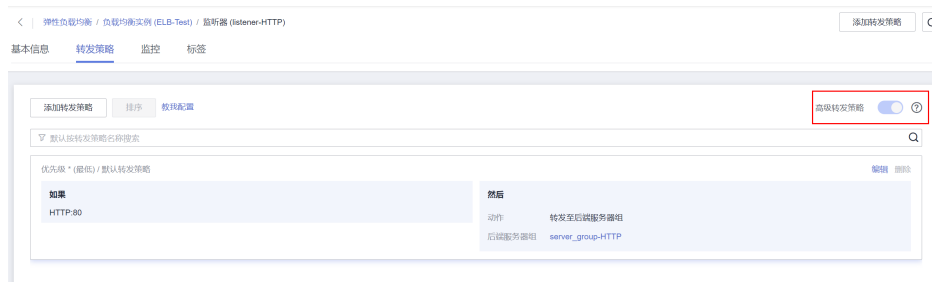 弹性负载均衡 / 负载均衡实例 (ELB-Test) / 监听器 (listener-HTTP)
添加转发策略
基本信息 转发策略 监控 标签
添加转发策略 排序 教我配置
高级转发策略
默认按转发策略名称搜索
优先级 * (最低) / 默认转发策略
编辑 删除
如果
HTTP:80
然后
动作 转发至后端服务器组
后端服务器组 server_group-HTTP